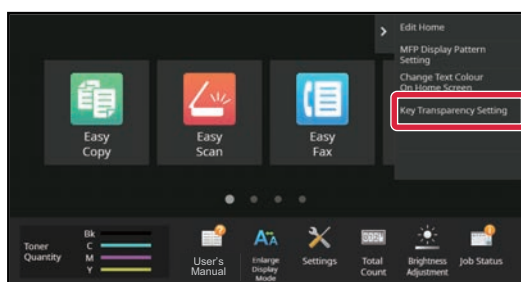 Edit Home
MFP Display Pattern
Setting
Change Text Colour
On Home Screen
Key Transparency Setting
Easy
Copy
Easy
Scan
Easy
Fax
Toner
Quantity
Bk
C
M
Y
User's
Manual
Enlarge
Display
Mode
Settings
Total
Count
Brightness
Adjustment
Job Status